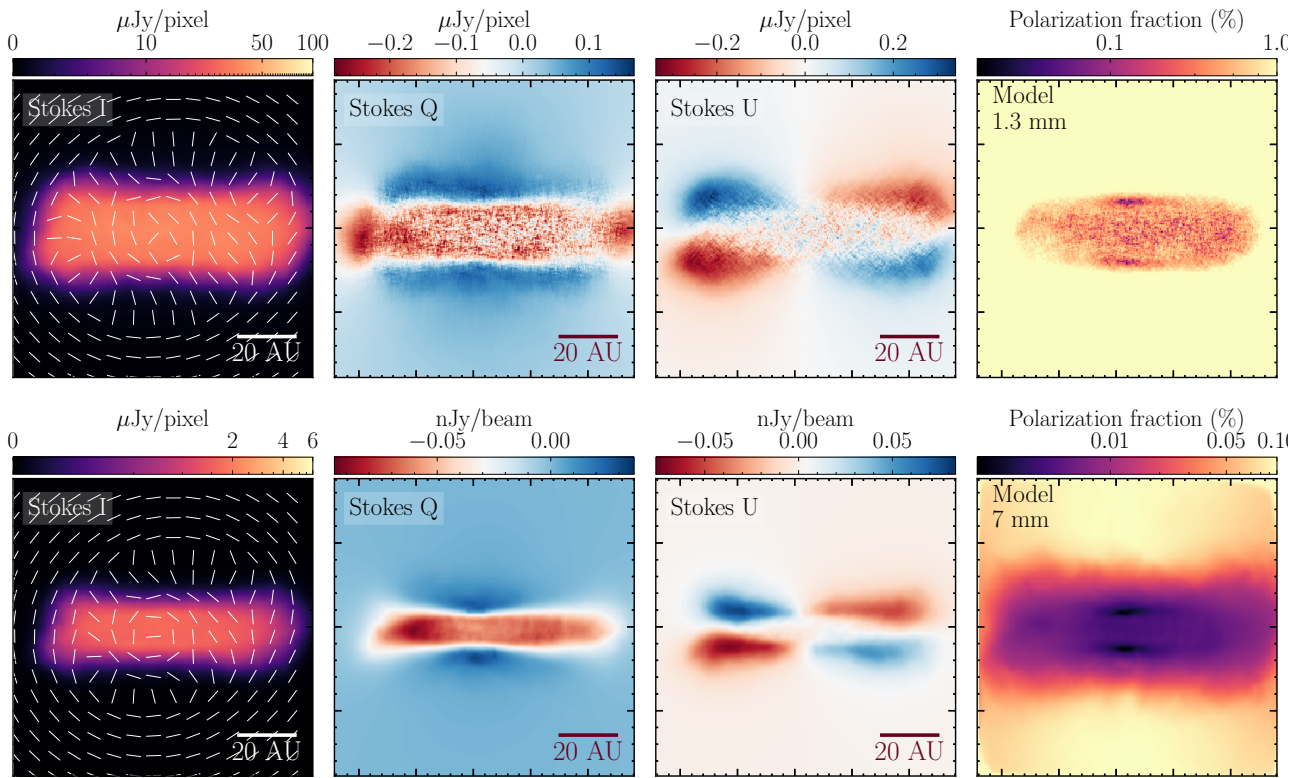 μJy/pixel
0 10 50 100
Stokes I
20 AU
μJy/pixel
−0.2 −0.1 0.0 0.1
Stokes Q
20 AU
μJy/pixel
−0.2 0.0 0.2
Stokes U
20 AU
Polarization fraction (%)
0.1 1.0
Model
1.3 mm
μJy/pixel
0 2 4 6
Stokes I
20 AU
nJy/beam
−0.05 0.00
Stokes Q
20 AU
nJy/beam
−0.05 0.00 0.05
Stokes U
20 AU
Polarization fraction (%)
0.01 0.05 0.10
Model
7 mm